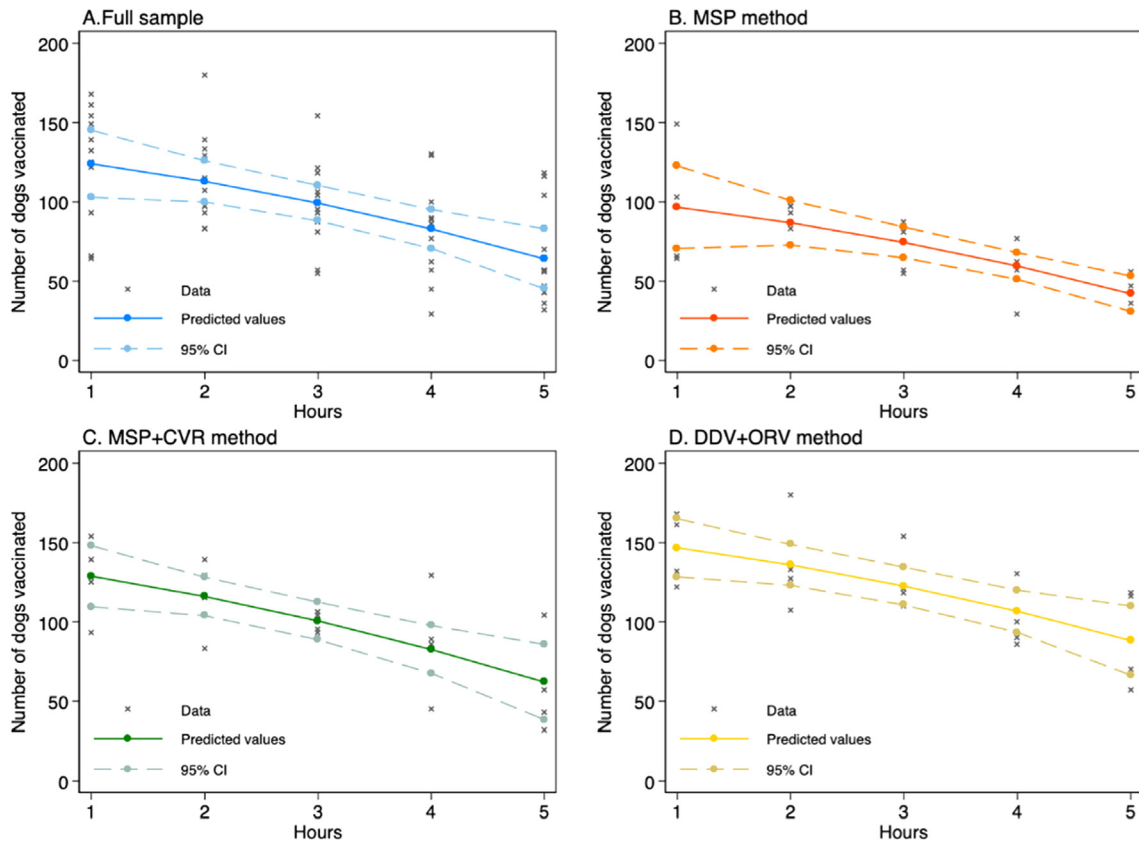 A.Full sample
Number of dogs vaccinated
200
150
100
50
0
Data
Predicted values
95% CI
1 2 3 4 5
Hours
B. MSP method
Number of dogs vaccinated
200
150
100
50
0
Data
Predicted values
95% CI
1 2 3 4 5
Hours
C. MSP+CVR method
Number of dogs vaccinated
200
150
100
50
0
Data
Predicted values
95% CI
1 2 3 4 5
Hours
D. DDV+ORV method
Number of dogs vaccinated
200
150
100
50
0
Data
Predicted values
95% CI
1 2 3 4 5
Hours